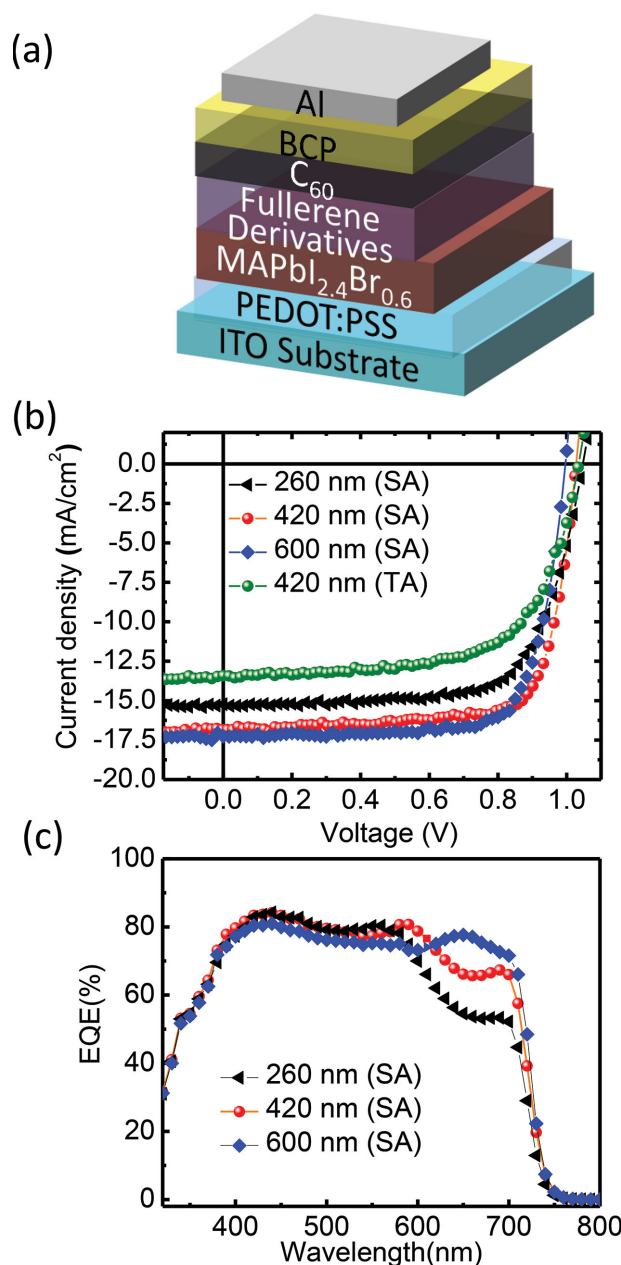 (a)
Al
BCP
C60
Fullerene
Derivatives
MAPbI2.4Br0.6
PEDOT:PSS
ITO Substrate
(b)
Current density (mA/cm²)
0.0
-2.5
-5.0
-7.5
-10.0
-12.5
-15.0
-17.5
-20.0
260 nm (SA)
420 nm (SA)
600 nm (SA)
420 nm (TA)
0.0 0.2 0.4 0.6 0.8 1.0
Voltage (V)
(c)
EQE(%)
100
80
60
40
20
0
260 nm (SA)
420 nm (SA)
600 nm (SA)
400 500 600 700 800
Wavelength(nm)